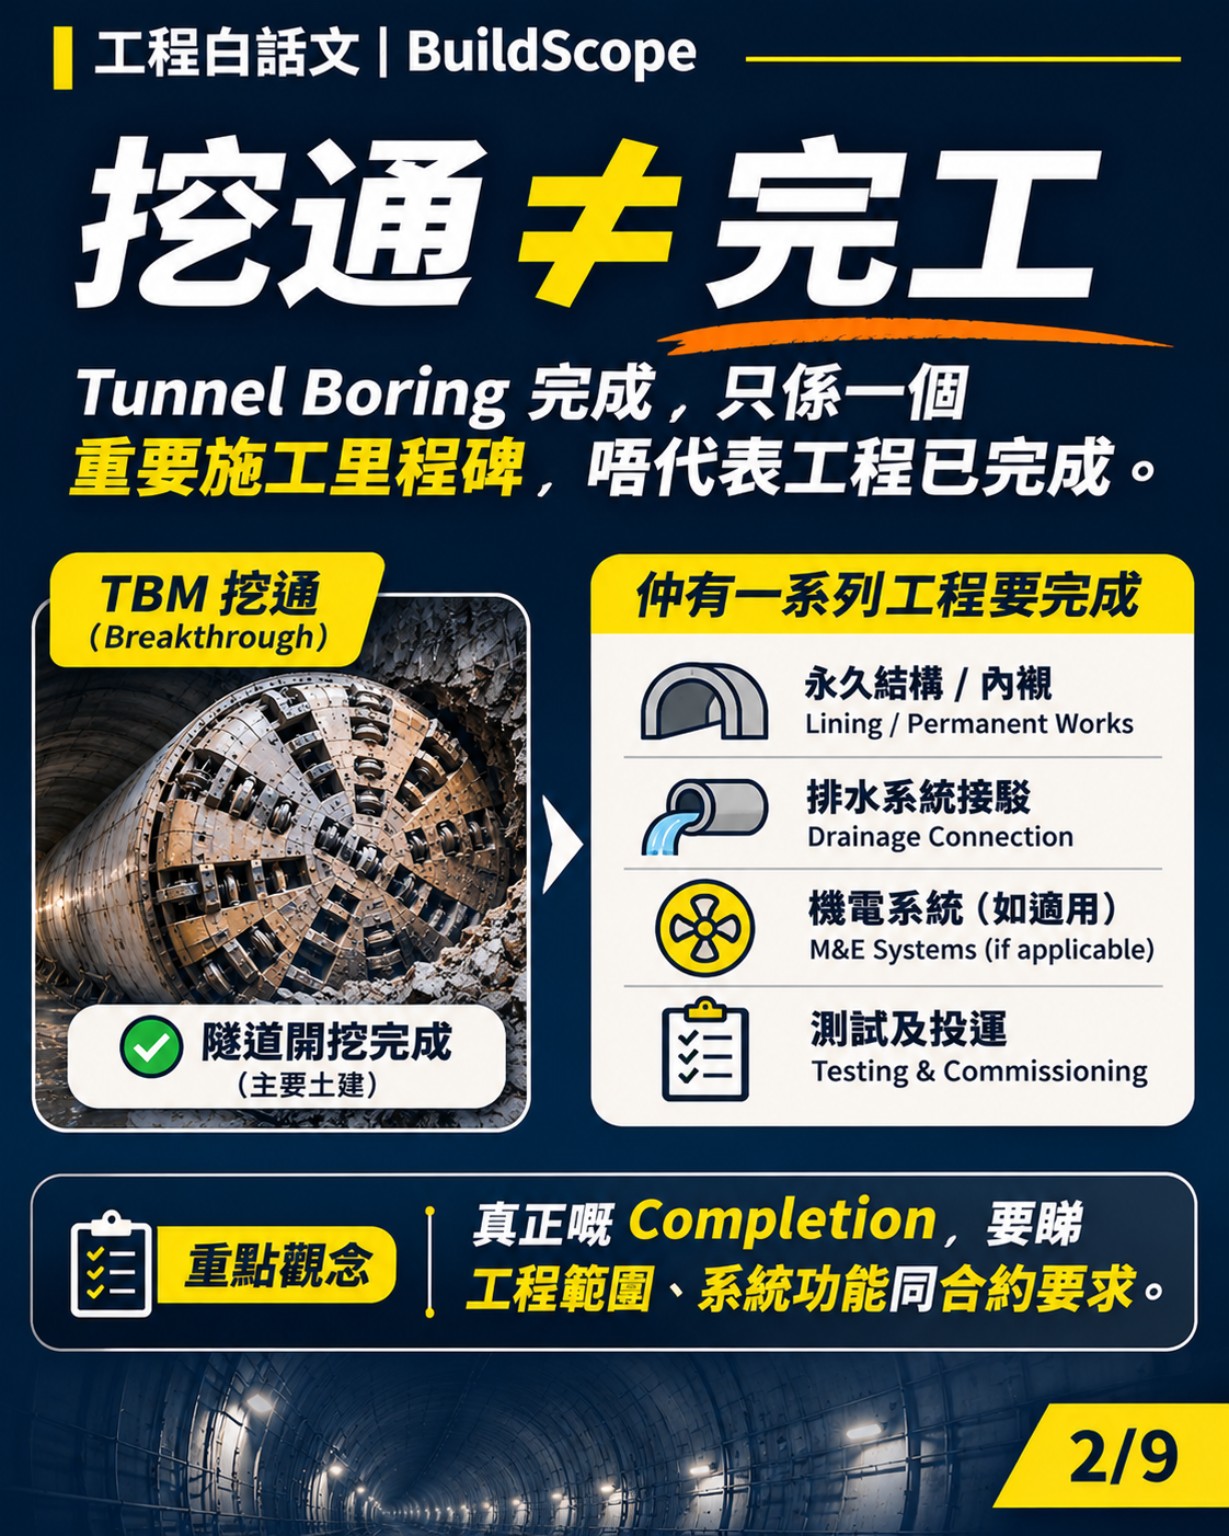 工程白話文 | BuildScope
挖通≠完工
Tunnel Boring 完成，只係一個
重要施工里程碑，唔代表工程已完成。
TBM 挖通
（Breakthrough）
隧道開挖完成
（主要土建）
仲有一系列工程要完成
永久結構 / 內襯
Lining / Permanent Works
排水系統接駁
Drainage Connection
機電系統（如適用）
M&E Systems (if applicable)
測試及投運
Testing & Commissioning
重點觀念
真正嘅 Completion，要睇
工程範圍、系統功能同合約要求。
2/9